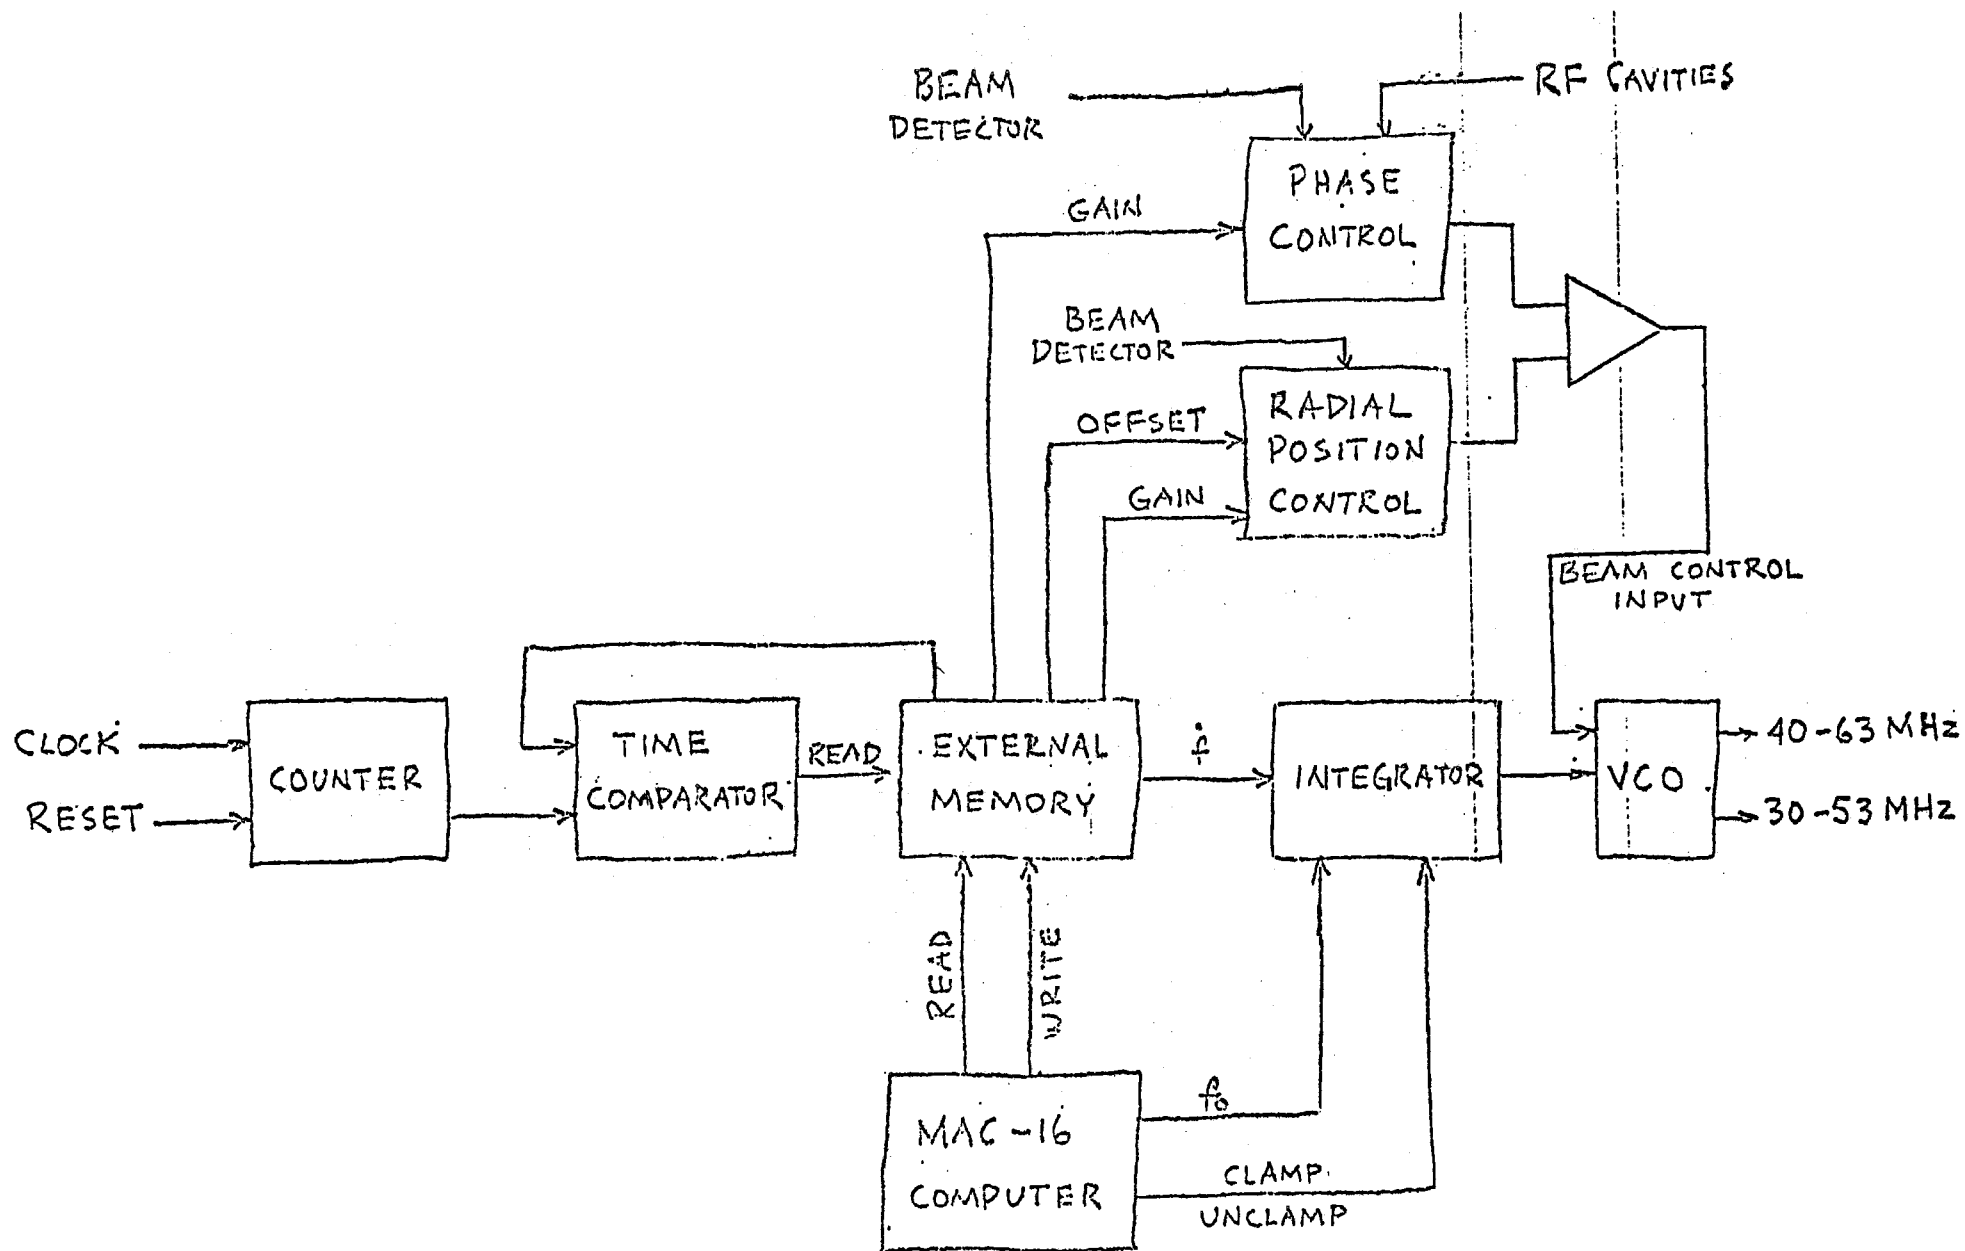 BEAM
DETECTOR
RF CAVITIES
PHASE
CONTROL
GAIN
BEAM
DETECTOR
RADIAL
POSITION
CONTROL
OFFSET
GAIN
BEAM CONTROL
INPUT
CLOCK
RESET
COUNTER
TIME
COMPARATOR
READ
EXTERNAL
MEMORY
ḟ
INTEGRATOR
VCO
40-63 MHz
30-53 MHz
READ
WRITE
MAC-16
COMPUTER
f₀
CLAMP
UNCLAMP